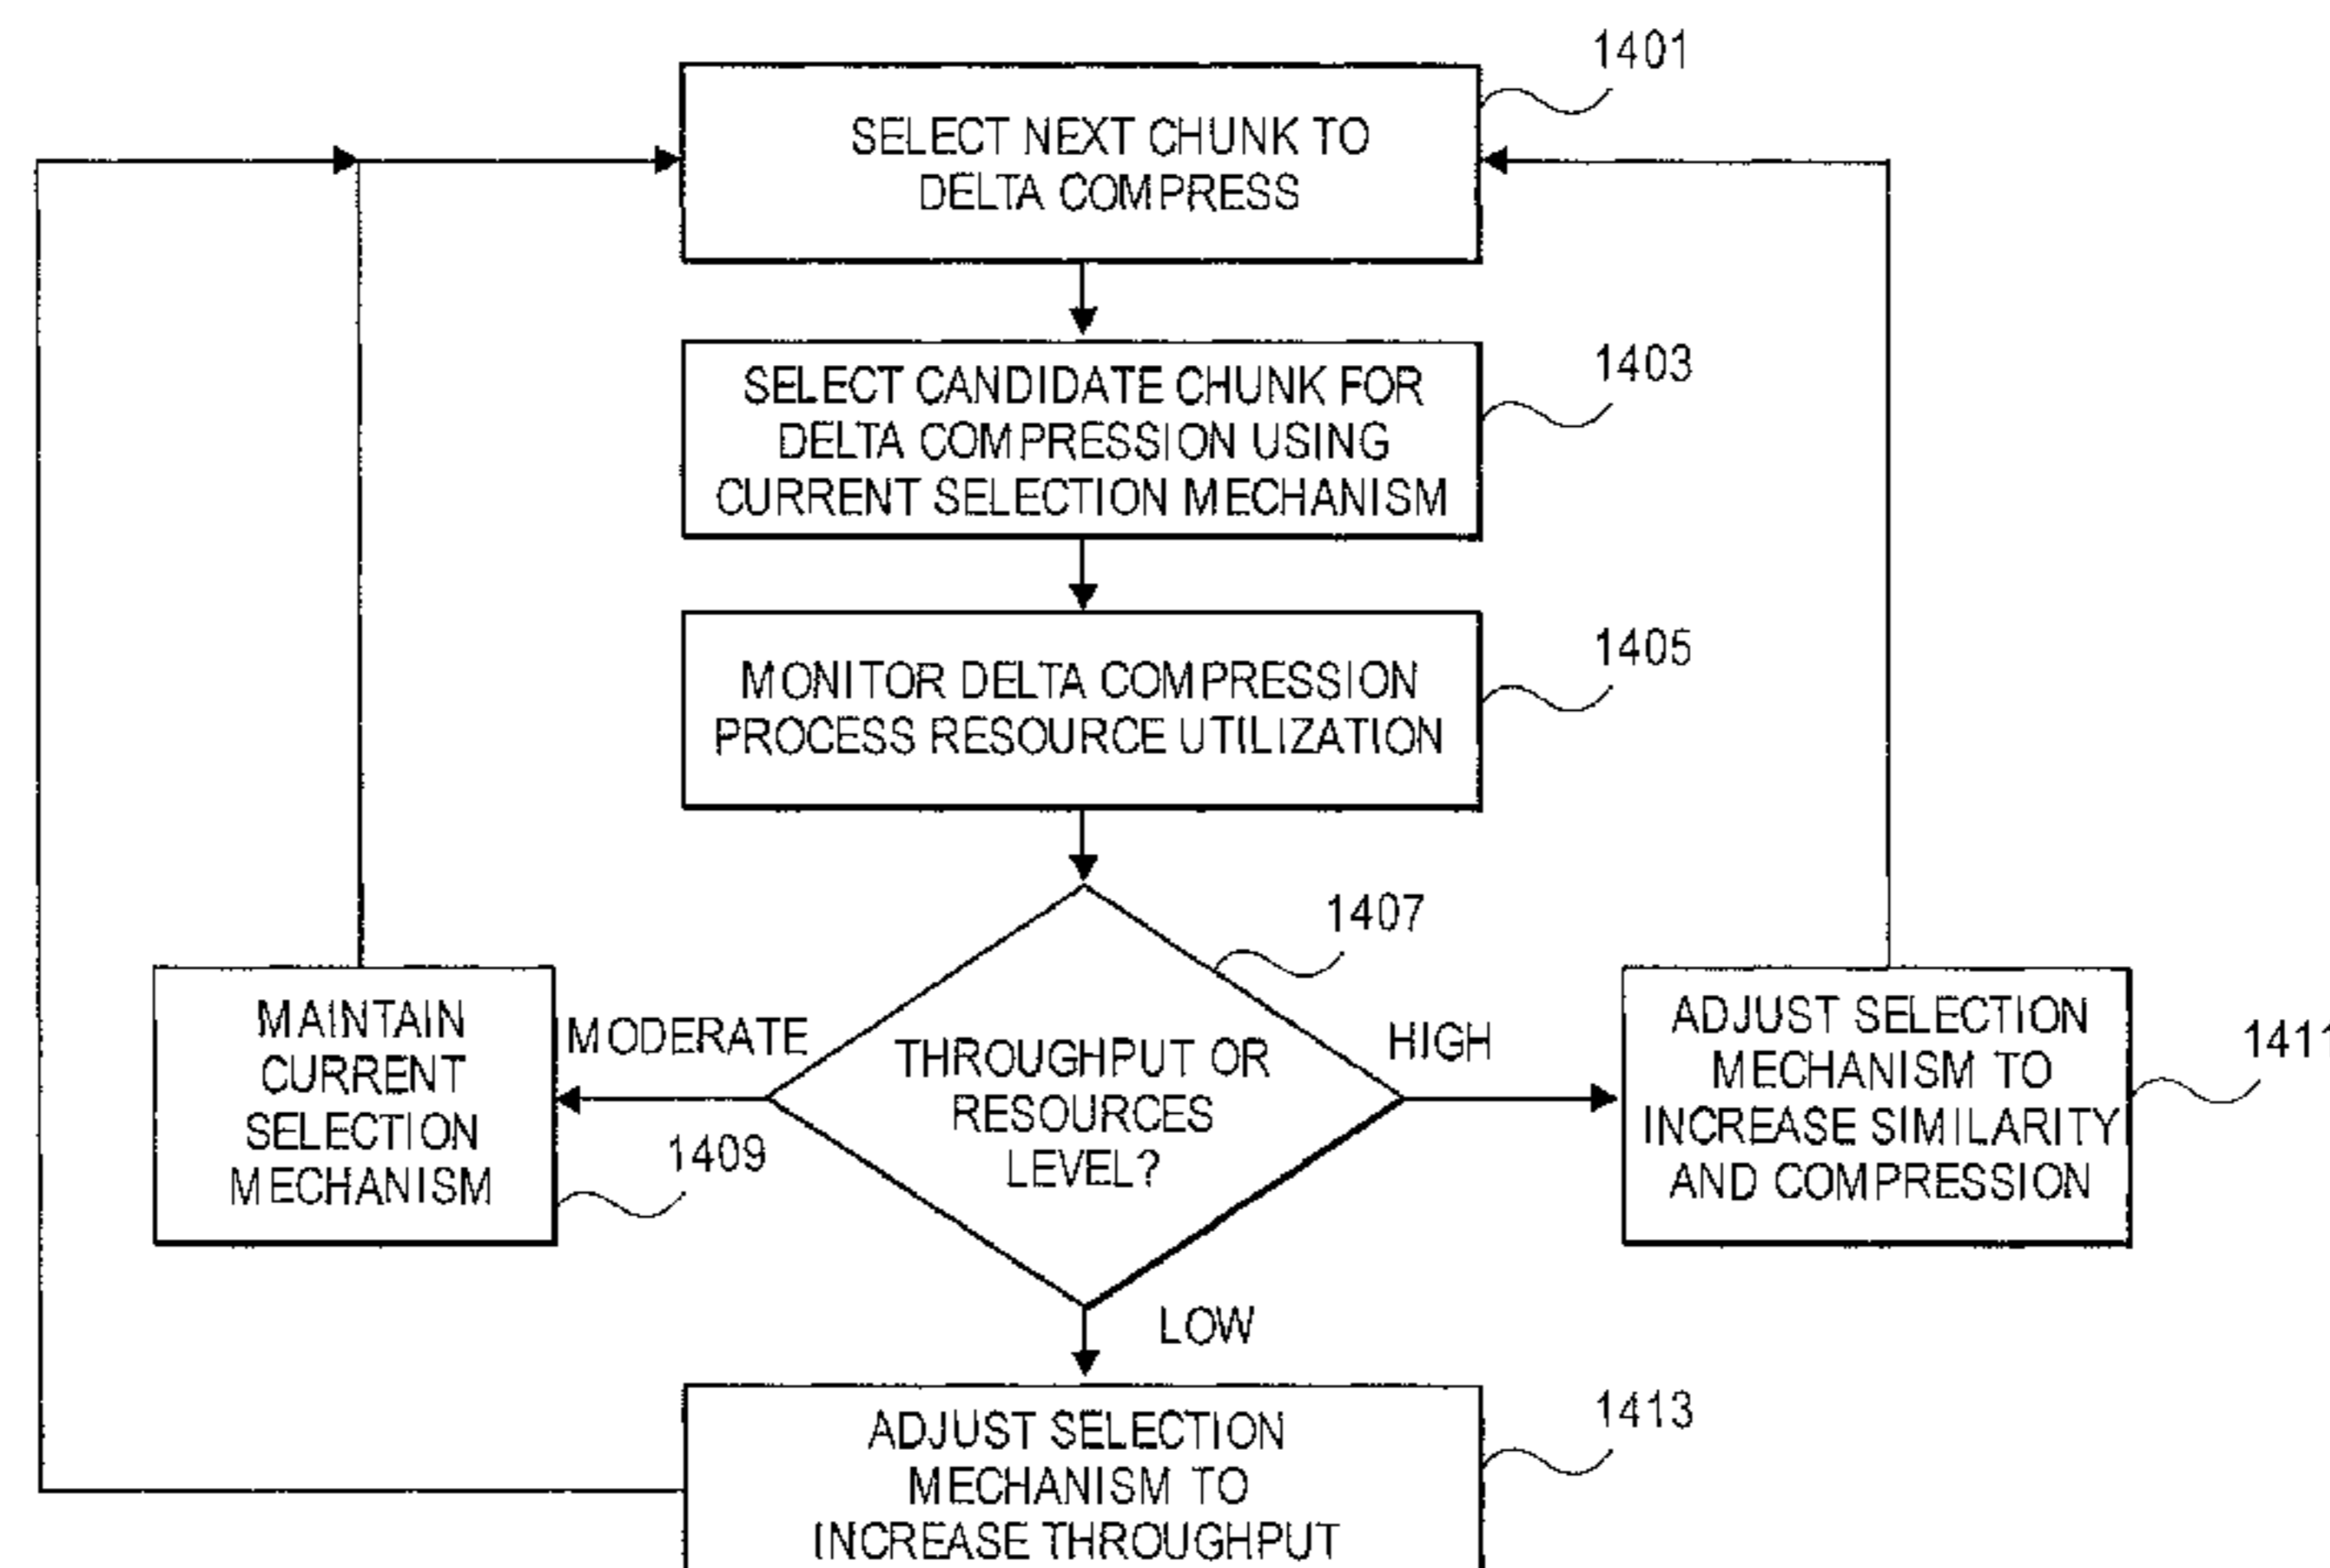 1401
SELECT NEXT CHUNK TO
DELTA COMPRESS
1403
SELECT CANDIDATE CHUNK FOR
DELTA COMPRESSION USING
CURRENT SELECTION MECHANISM
1405
MONITOR DELTA COMPRESSION
PROCESS RESOURCE UTILIZATION
1407
THROUGHPUT OR
RESOURCES
LEVEL?
MODERATE
MAINTAIN
CURRENT
SELECTION
MECHANISM
1409
HIGH
ADJUST SELECTION
MECHANISM TO
INCREASE SIMILARITY
AND COMPRESSION
1411
LOW
ADJUST SELECTION
MECHANISM TO
INCREASE THROUGHPUT
1413